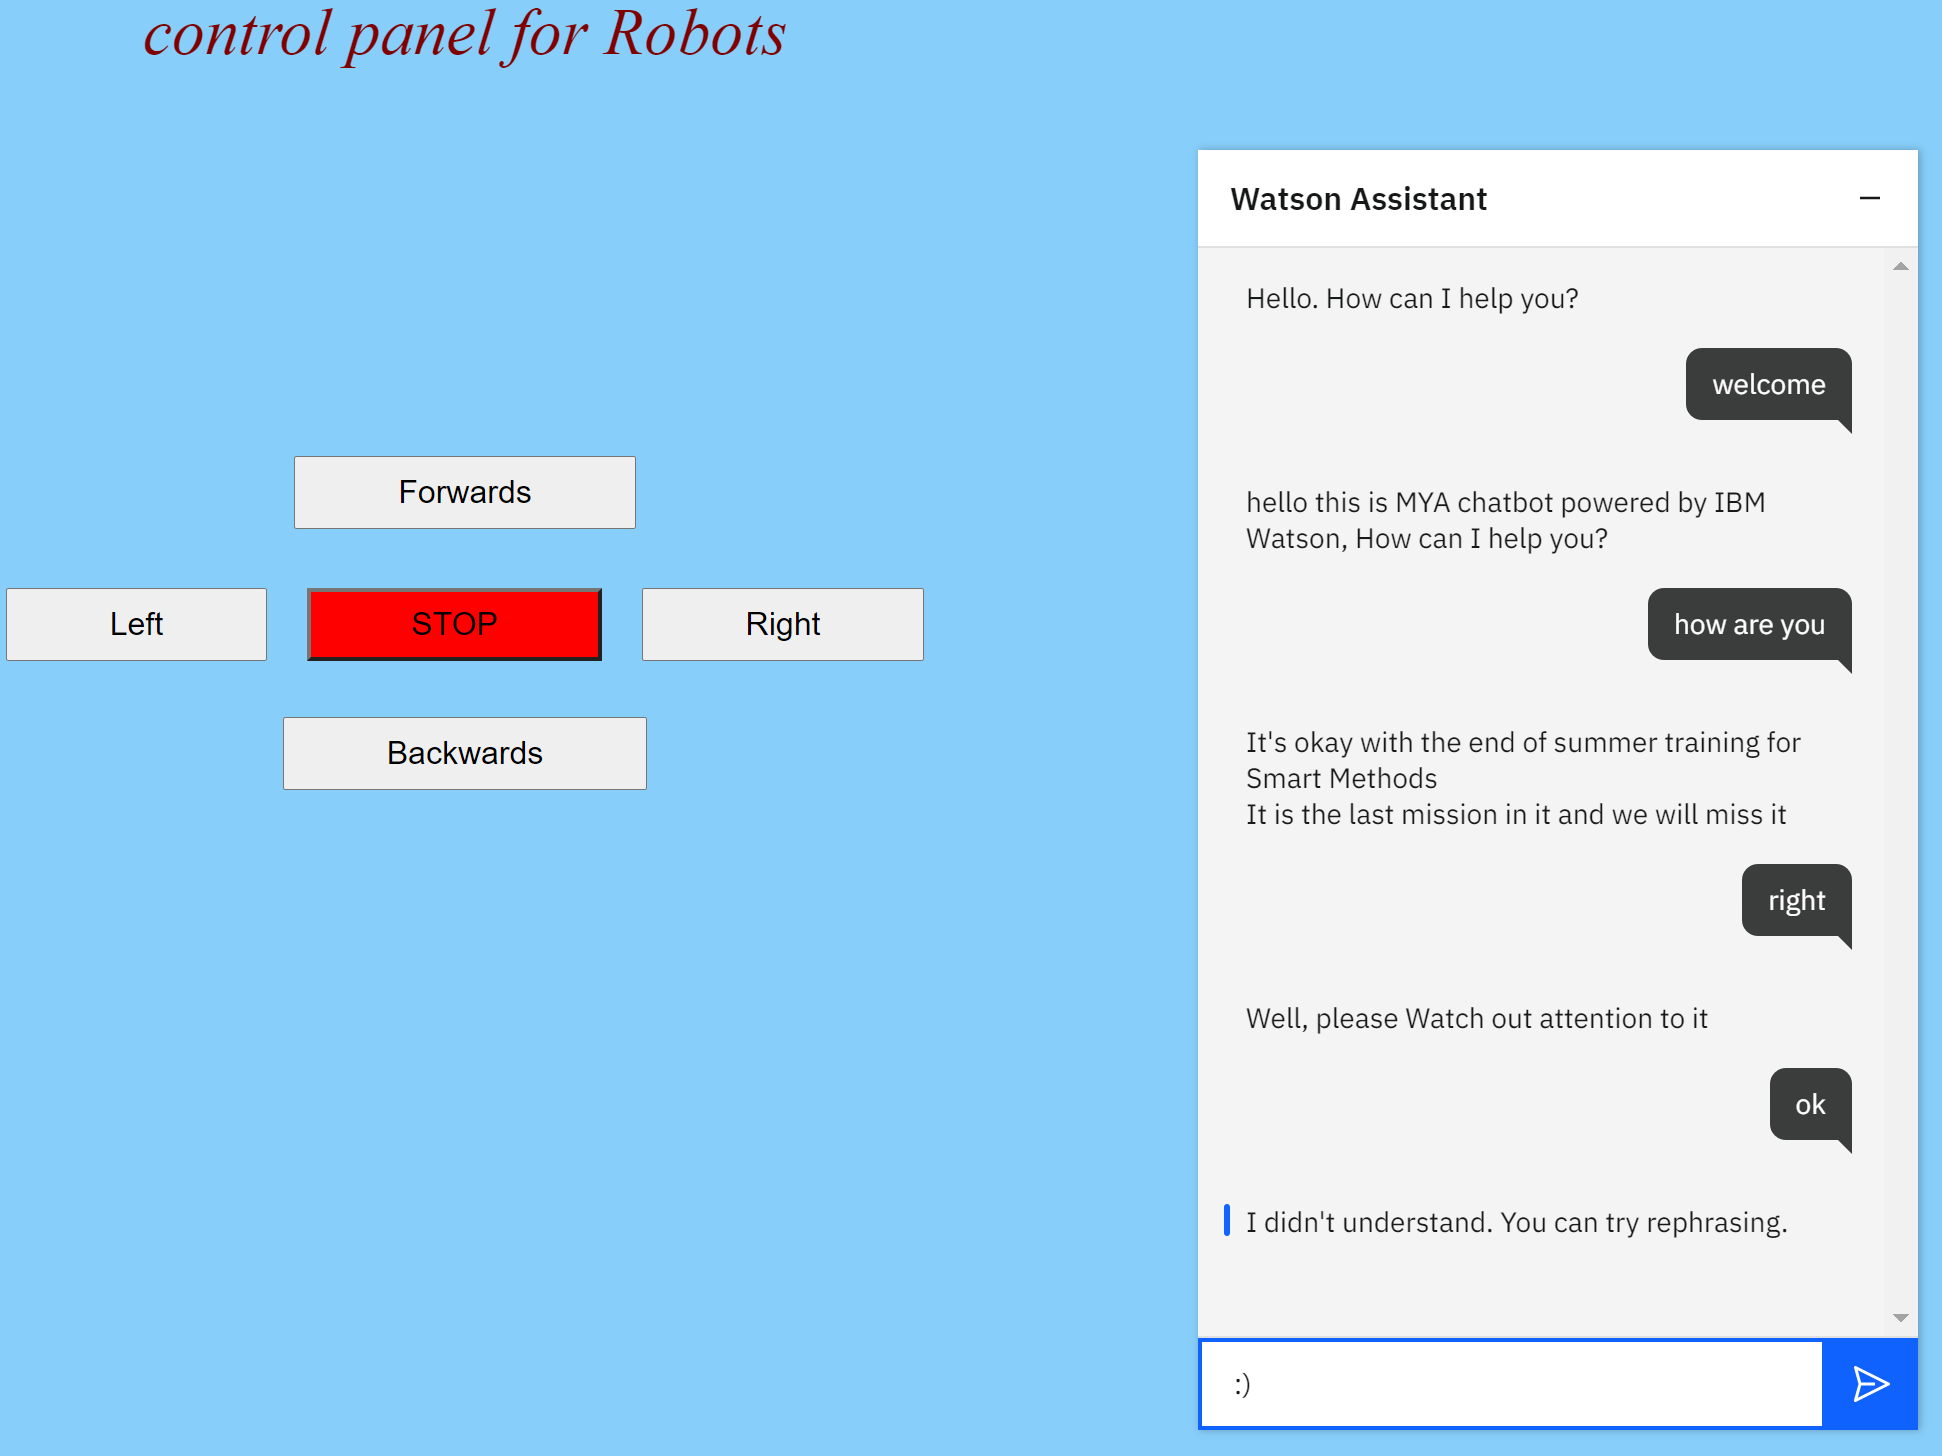 control panel for Robots
Forwards
Left STOP Right
Backwards
Watson Assistant
Hello. How can I help you?
welcome
hello this is MYA chatbot powered by IBM
Watson, How can I help you?
how are you
It's okay with the end of summer training for
Smart Methods
It is the last mission in it and we will miss it
right
Well, please Watch out attention to it
ok
I didn't understand. You can try rephrasing.
:)